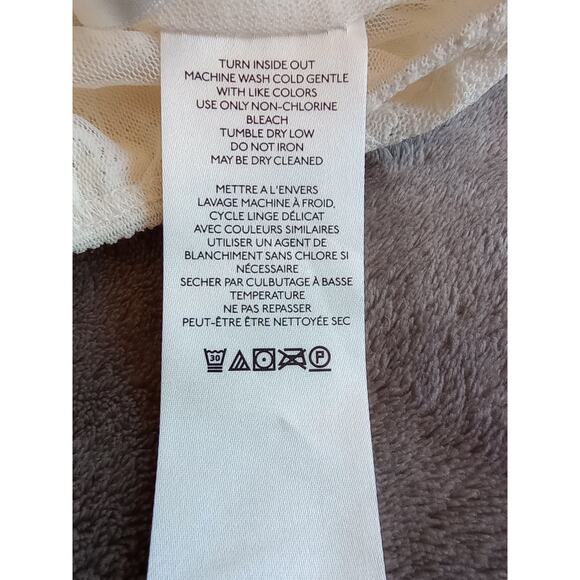 TURN INSIDE OUT
MACHINE WASH COLD GENTLE
WITH LIKE COLORS
USE ONLY NON-CHLORINE
BLEACH
TUMBLE DRY LOW
DO NOT IRON
MAY BE DRY CLEANED
METTRE A L'ENVERS
LAVAGE MACHINE À FROID,
CYCLE LINGE DÉLICAT
AVEC COULEURS SIMILAIRES
UTILISER UN AGENT DE
BLANCHIMENT SANS CHLORE SI
NÉCESSAIRE
SECHER PAR CULBUTAGE À BASSE
TEMPERATURE
NE PAS REPASSER
PEUT-ÊTRE ÊTRE NETTOYÉE SEC
30 P